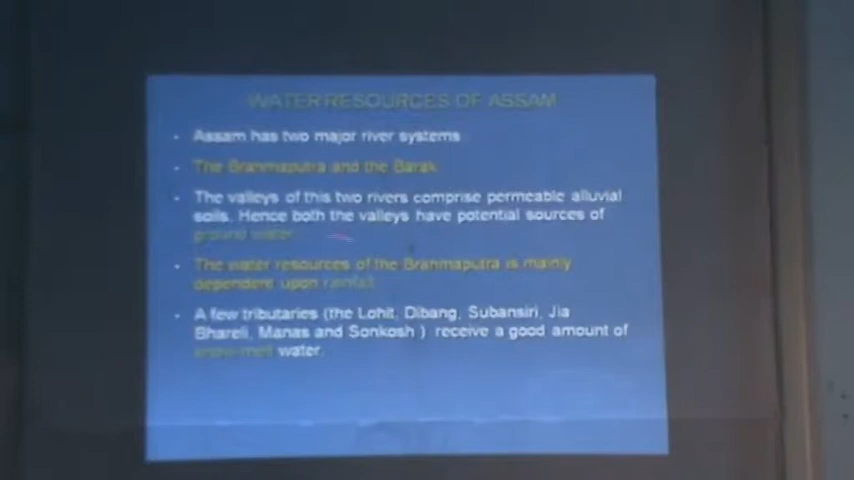 WATER RESOURCES OF ASSAM
- Assam has two major river systems
- The Brahmaputra and the Barak
- The valleys of this two rivers comprise permeable alluvial
soils. Hence both the valleys have potential sources of
ground water.
- The water resources of the Brahmaputra is mainly
dependent upon rainfall.
- A few tributaries (the Lohit, Dibang, Subansiri, Jia
Bhareli, Manas and Sonkosh ) receive a good amount of
snow-melt water.